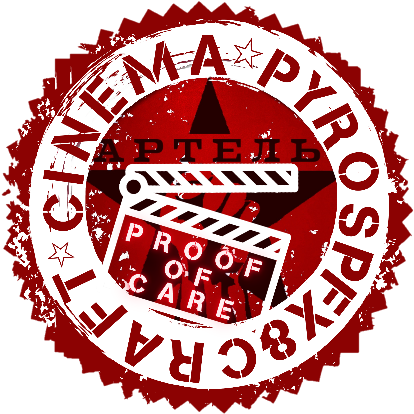 CINEMA ☆ PYROSPFX&CRAFT ☆
АРТЕЛЬ
PROOF
OF
CARE